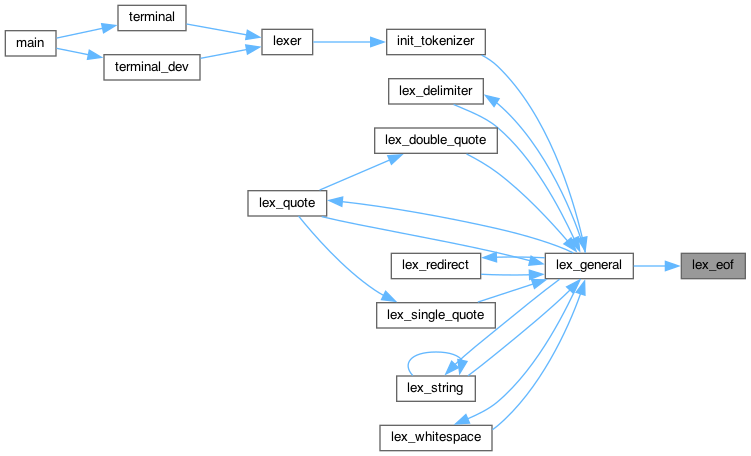 terminal
main
lexer
init_tokenizer
terminal_dev
lex_delimiter
lex_double_quote
lex_quote
lex_redirect
lex_general
lex_eof
lex_single_quote
lex_string
lex_whitespace